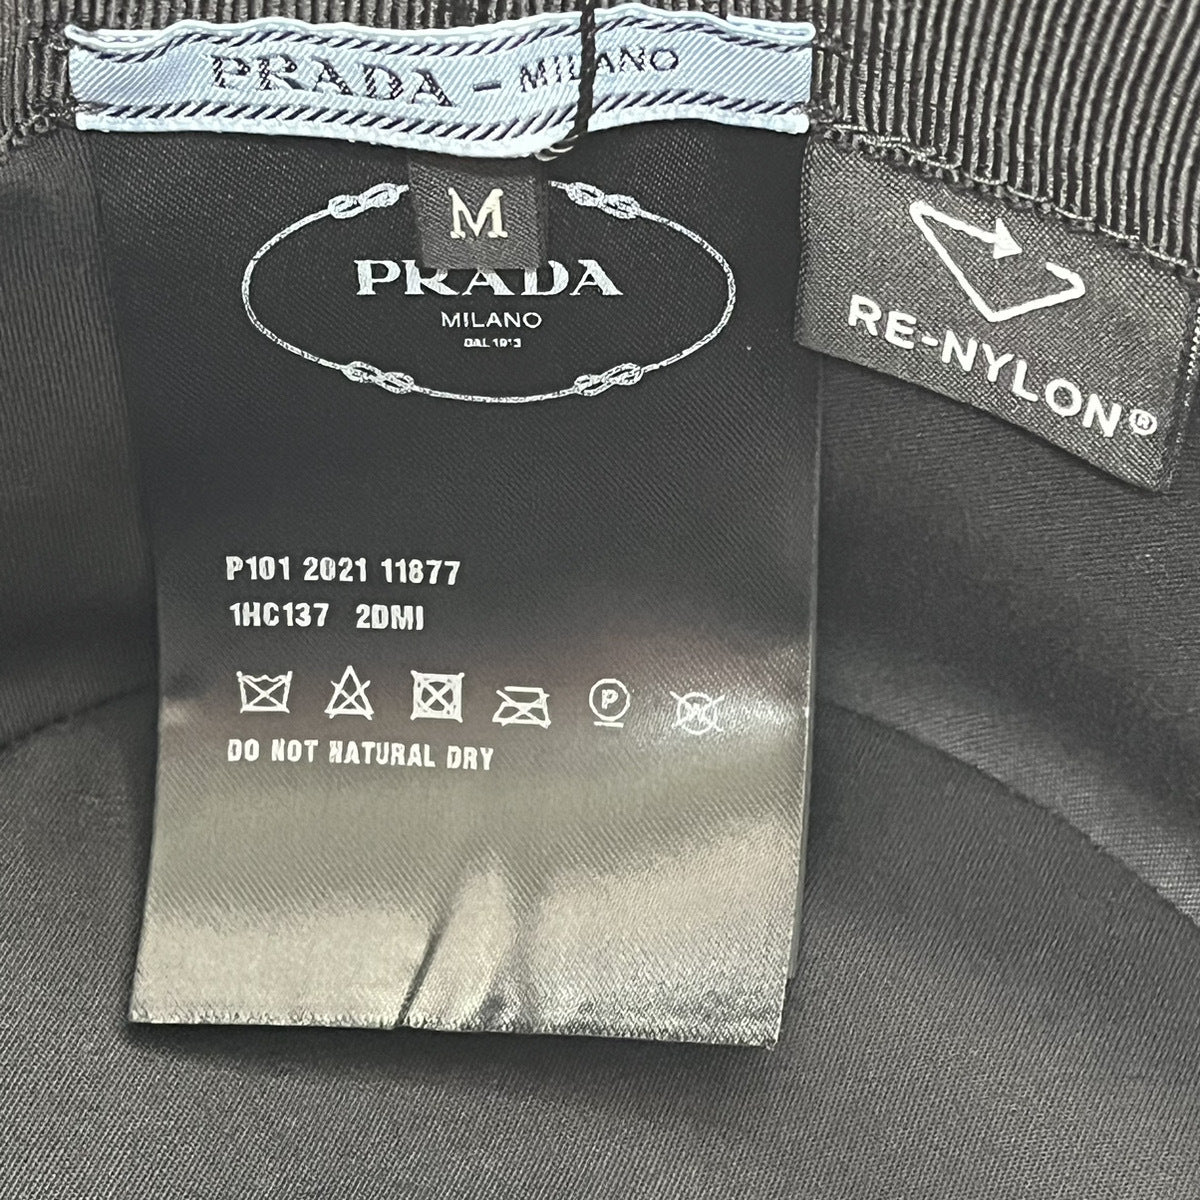 PRADA - MILANO
M
PRADA
MILANO
DAL 1913
RE-NYLON®
P101 2021 11877
1HC137 2DMI
P
W
DO NOT NATURAL DRY